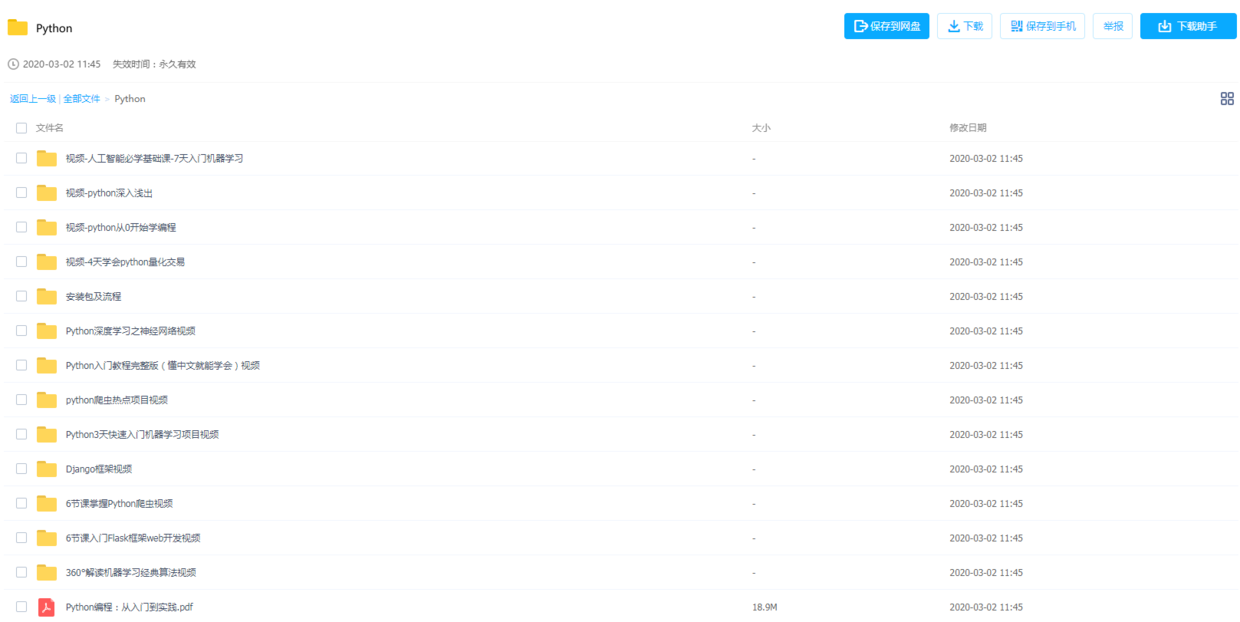 Python
保存到网盘 下载 保存到手机 举报 下载助手
2020-03-02 11:45 失效时间：永久有效
返回上一级 | 全部文件 > Python
文件名 大小 修改日期
视频-人工智能必学基础课-7天入门机器学习 - 2020-03-02 11:45
视频-python深入浅出 - 2020-03-02 11:45
视频-python从0开始学编程 - 2020-03-02 11:45
视频-4天学会python量化交易 - 2020-03-02 11:45
安装包及流程 - 2020-03-02 11:45
Python深度学习之神经网络视频 - 2020-03-02 11:45
Python入门教程完整版（懂中文就能学会）视频 - 2020-03-02 11:45
python爬虫热点项目视频 - 2020-03-02 11:45
Python3天快速入门机器学习项目视频 - 2020-03-02 11:45
Django框架视频 - 2020-03-02 11:45
6节课掌握Python爬虫视频 - 2020-03-02 11:45
6节课入门Flask框架web开发视频 - 2020-03-02 11:45
360°解读机器学习经典算法视频 - 2020-03-02 11:45
Python编程：从入门到实践.pdf 18.9M 2020-03-02 11:45